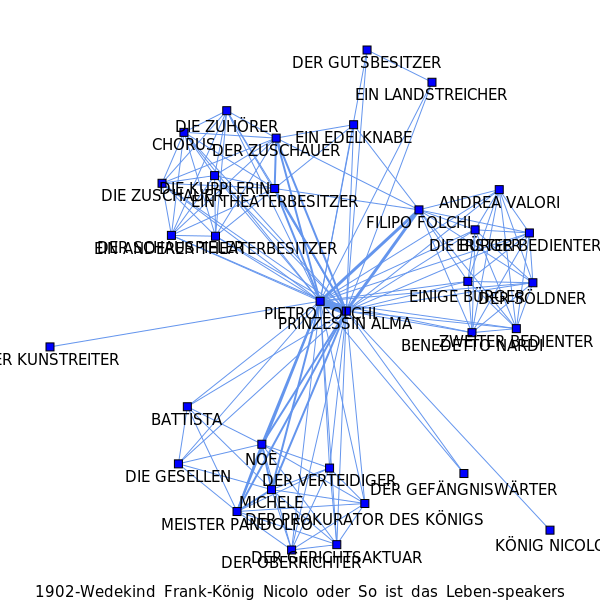 DER GUTSBESITZER
EIN LANDSTREICHER
DIE ZUHÖRER
EIN EDELKNABE
CHORUS
DER ZUSCHAUER
DIE KUPPLERIN
DIE ZUSCHAUER
EIN THEATERBESITZER
ANDREA VALORI
FILIPO FOLCHI
DIE BÜRGER
ERSTER BEDIENTER
DER SCHAUSPIELER
EIN ANDERER THEATERBESITZER
EINIGE BÜRGER
DER SÖLDNER
PIETRO FOLCHI
PRINZESSIN ALMA
ZWEITER BEDIENTER
BENEDETTO NARDI
ER KUNSTREITER
BATTISTA
NOÈ
DIE GESELLEN
DER VERTEIDIGER
DER GEFÄNGNISWÄRTER
MICHELE
DER PROKURATOR DES KÖNIGS
MEISTER PANDOLFO
KÖNIG NICOLO
DER GERICHTSAKTUAR
DER OBERRICHTER
1902-Wedekind Frank-König Nicolo oder So ist das Leben-speakers